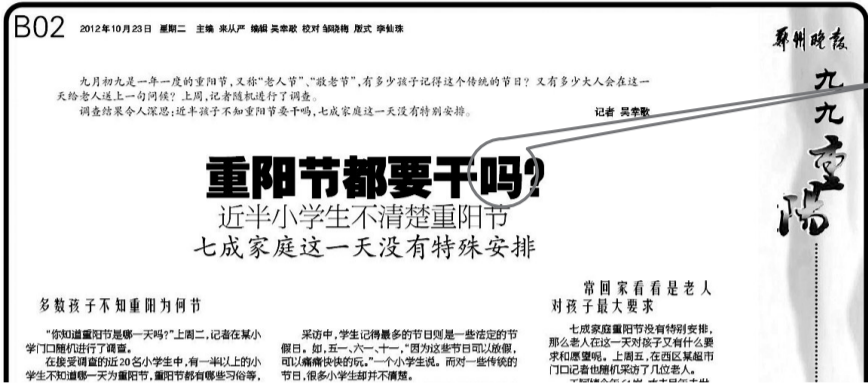 B02 2012年10月23日 星期二 主编 来从严 编辑 吴幸歌 校对 邹晓梅 版式 李仙珠
郑州晚报
九九重阳
九月初九是一年一度的重阳节,又称“老人节”、“敬老节”,有多少孩子记得这个传统的节日?又有多少大人会在这一
天给老人送上一句问候?上周,记者随机进行了调查。
调查结果令人深思:近半孩子不知重阳节要干吗,七成家庭这一天没有特别安排。 记者 吴幸歌
重阳节都要干吗?
近半小学生不清楚重阳节
七成家庭这一天没有特殊安排
多数孩子不知重阳为何节
“你知道重阳节是哪一天吗?”上周二,记者在某小
学门口随机进行了调查。
在接受调查的近20名小学生中,有一半以上的小
学生不知道哪一天为重阳节,重阳节都有哪些习俗等,
采访中,学生记得最多的节日则是一些法定的节
假日。如,五一、六一、十一,“因为这些节日可以放假,
可以痛痛快快的玩。”一个小学生说。而对一些传统的
节日,很多小学生却并不清楚。
常回家看看是老人
对孩子最大要求
七成家庭重阳节没有特别安排,
那么老人在这一天对孩子又有什么要
求和愿望呢。上周五,在西区某超市
门口记者也随机采访了几位老人。